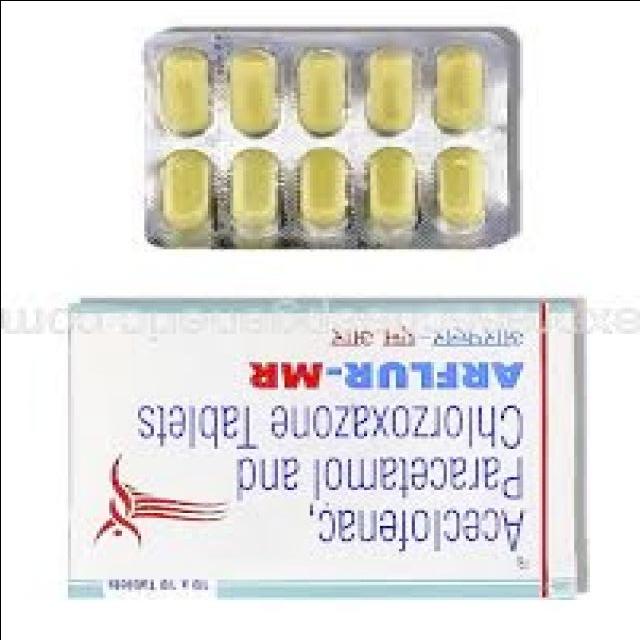 10 x 10 Tablets
Aceclofenac,
Paracetamol and
Chlorzoxazone Tablets
ARFLUR-MR